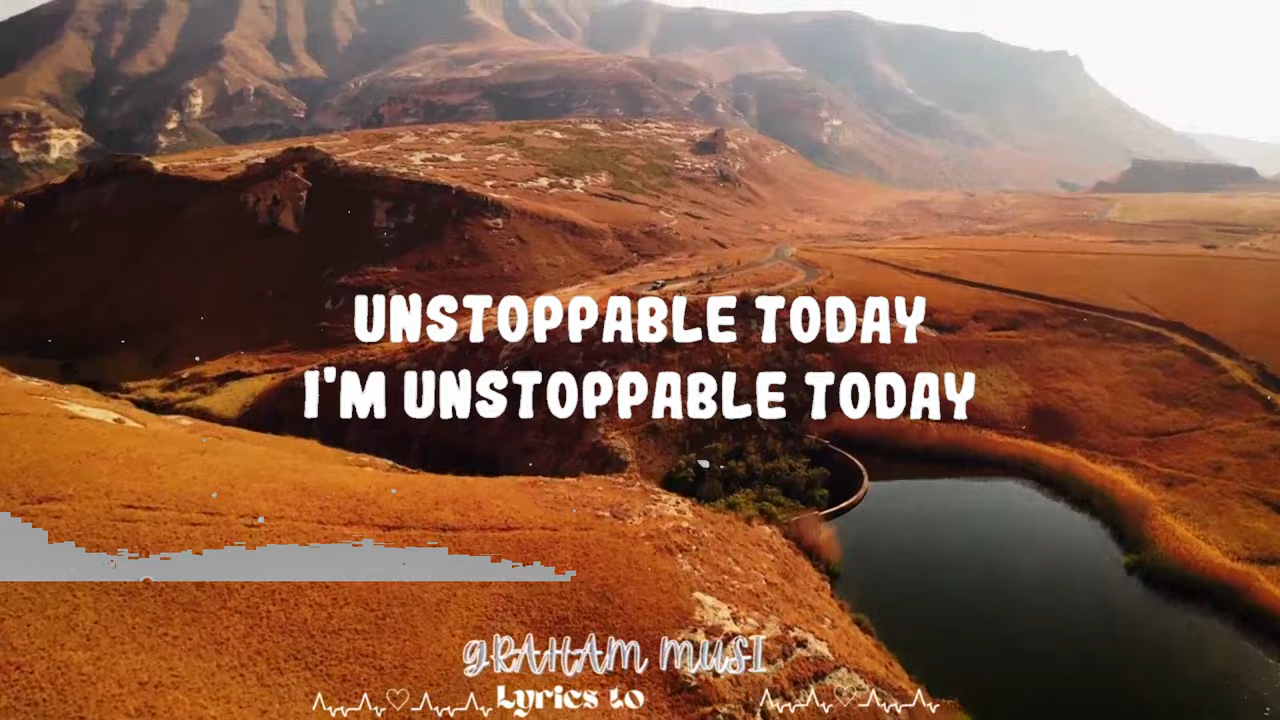 UNSTOPPABLE TODAY
I'M UNSTOPPABLE TODAY
GRAHAM MUSI
Lyrics to